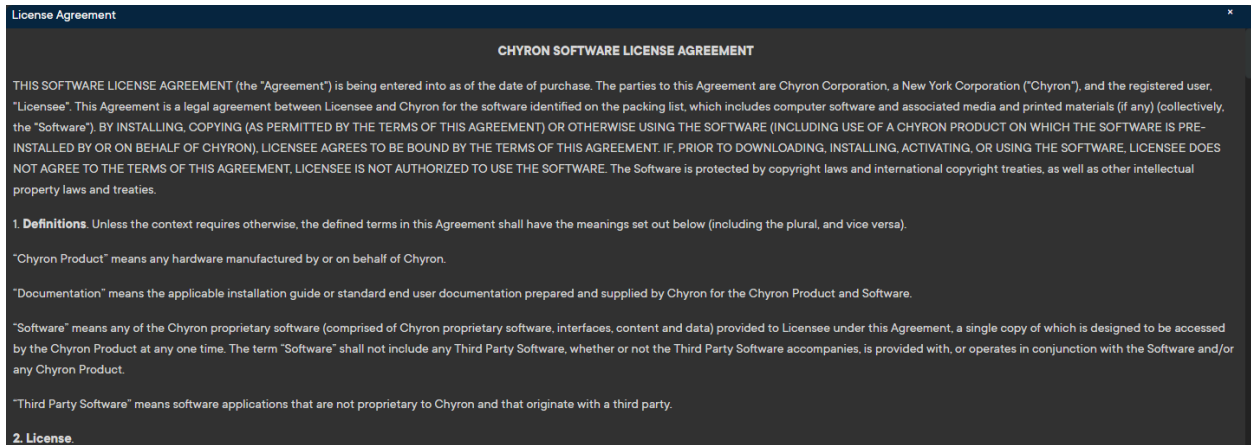 License Agreement
×
CHYRON SOFTWARE LICENSE AGREEMENT
THIS SOFTWARE LICENSE AGREEMENT (the "Agreement") is being entered into as of the date of purchase. The parties to this Agreement are Chyron Corporation, a New York Corporation ("Chyron"), and the registered user,
"Licensee". This Agreement is a legal agreement between Licensee and Chyron for the software identified on the packing list, which includes computer software and associated media and printed materials (if any) (collectively,
the "Software"). BY INSTALLING, COPYING (AS PERMITTED BY THE TERMS OF THIS AGREEMENT) OR OTHERWISE USING THE SOFTWARE (INCLUDING USE OF A CHYRON PRODUCT ON WHICH THE SOFTWARE IS PRE-
INSTALLED BY OR ON BEHALF OF CHYRON), LICENSEE AGREES TO BE BOUND BY THE TERMS OF THIS AGREEMENT. IF, PRIOR TO DOWNLOADING, INSTALLING, ACTIVATING, OR USING THE SOFTWARE, LICENSEE DOES
NOT AGREE TO THE TERMS OF THIS AGREEMENT, LICENSEE IS NOT AUTHORIZED TO USE THE SOFTWARE. The Software is protected by copyright laws and international copyright treaties, as well as other intellectual
property laws and treaties.
1. Definitions. Unless the context requires otherwise, the defined terms in this Agreement shall have the meanings set out below (including the plural, and vice versa).
"Chyron Product" means any hardware manufactured by or on behalf of Chyron.
"Documentation" means the applicable installation guide or standard end user documentation prepared and supplied by Chyron for the Chyron Product and Software.
"Software" means any of the Chyron proprietary software (comprised of Chyron proprietary software, interfaces, content and data) provided to Licensee under this Agreement, a single copy of which is designed to be accessed
by the Chyron Product at any one time. The term "Software" shall not include any Third Party Software, whether or not the Third Party Software accompanies, is provided with, or operates in conjunction with the Software and/or
any Chyron Product.
"Third Party Software" means software applications that are not proprietary to Chyron and that originate with a third party.
2. License.